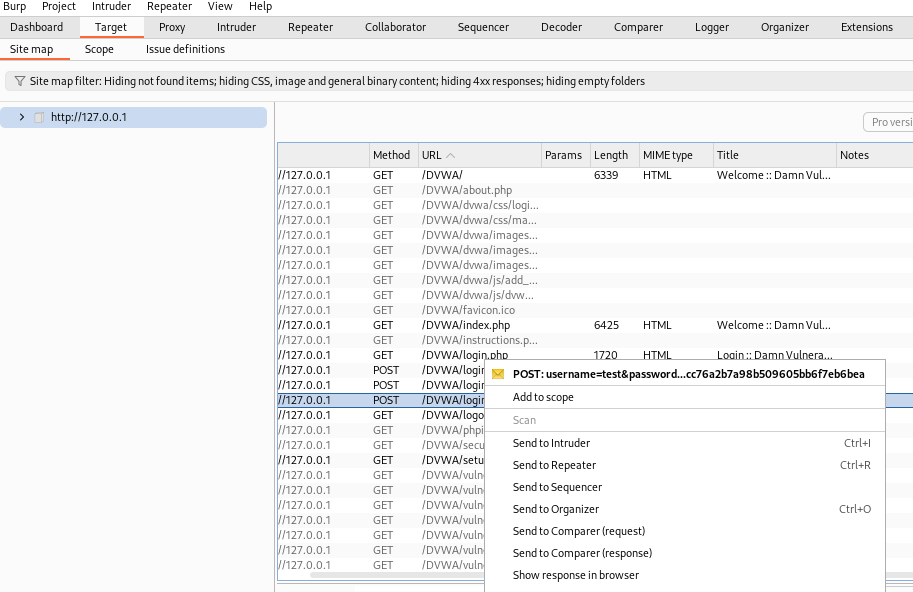 Burp Project Intruder Repeater View Help
Dashboard Target Proxy Intruder Repeater Collaborator Sequencer Decoder Comparer Logger Organizer Extensions
Site map Scope Issue definitions
Site map filter: Hiding not found items; hiding CSS, image and general binary content; hiding 4xx responses; hiding empty folders
http://127.0.0.1
Pro versi
Method URL Params Length MIME type Title Notes
//127.0.0.1 GET /DVWA/ 6339 HTML Welcome :: Damn Vul...
//127.0.0.1 GET /DVWA/about.php
//127.0.0.1 GET /DVWA/dvwa/css/logi...
//127.0.0.1 GET /DVWA/dvwa/css/ma...
//127.0.0.1 GET /DVWA/dvwa/images...
//127.0.0.1 GET /DVWA/dvwa/images...
//127.0.0.1 GET /DVWA/dvwa/images...
//127.0.0.1 GET /DVWA/dvwa/js/add_...
//127.0.0.1 GET /DVWA/dvwa/js/dvw...
//127.0.0.1 GET /DVWA/favicon.ico
//127.0.0.1 GET /DVWA/index.php 6425 HTML Welcome :: Damn Vul...
//127.0.0.1 GET /DVWA/instructions.p...
//127.0.0.1 GET /DVWA/login.php 1720 HTML Login :: Damn Vulnera...
//127.0.0.1 POST /DVWA/login
//127.0.0.1 POST /DVWA/login
//127.0.0.1 POST /DVWA/login
//127.0.0.1 GET /DVWA/logo
//127.0.0.1 GET /DVWA/phpi
//127.0.0.1 GET /DVWA/secu
//127.0.0.1 GET /DVWA/setu
//127.0.0.1 GET /DVWA/vuln
//127.0.0.1 GET /DVWA/vuln
//127.0.0.1 GET /DVWA/vuln
//127.0.0.1 GET /DVWA/vuln
//127.0.0.1 GET /DVWA/vuln
//127.0.0.1 GET /DVWA/vuln
//127.0.0.1 GET /DVWA/vuln
POST: username=test&password...cc76a2b7a98b509605bb6f7eb6bea
Add to scope
Scan
Send to Intruder Ctrl+I
Send to Repeater Ctrl+R
Send to Sequencer
Send to Organizer Ctrl+O
Send to Comparer (request)
Send to Comparer (response)
Show response in browser